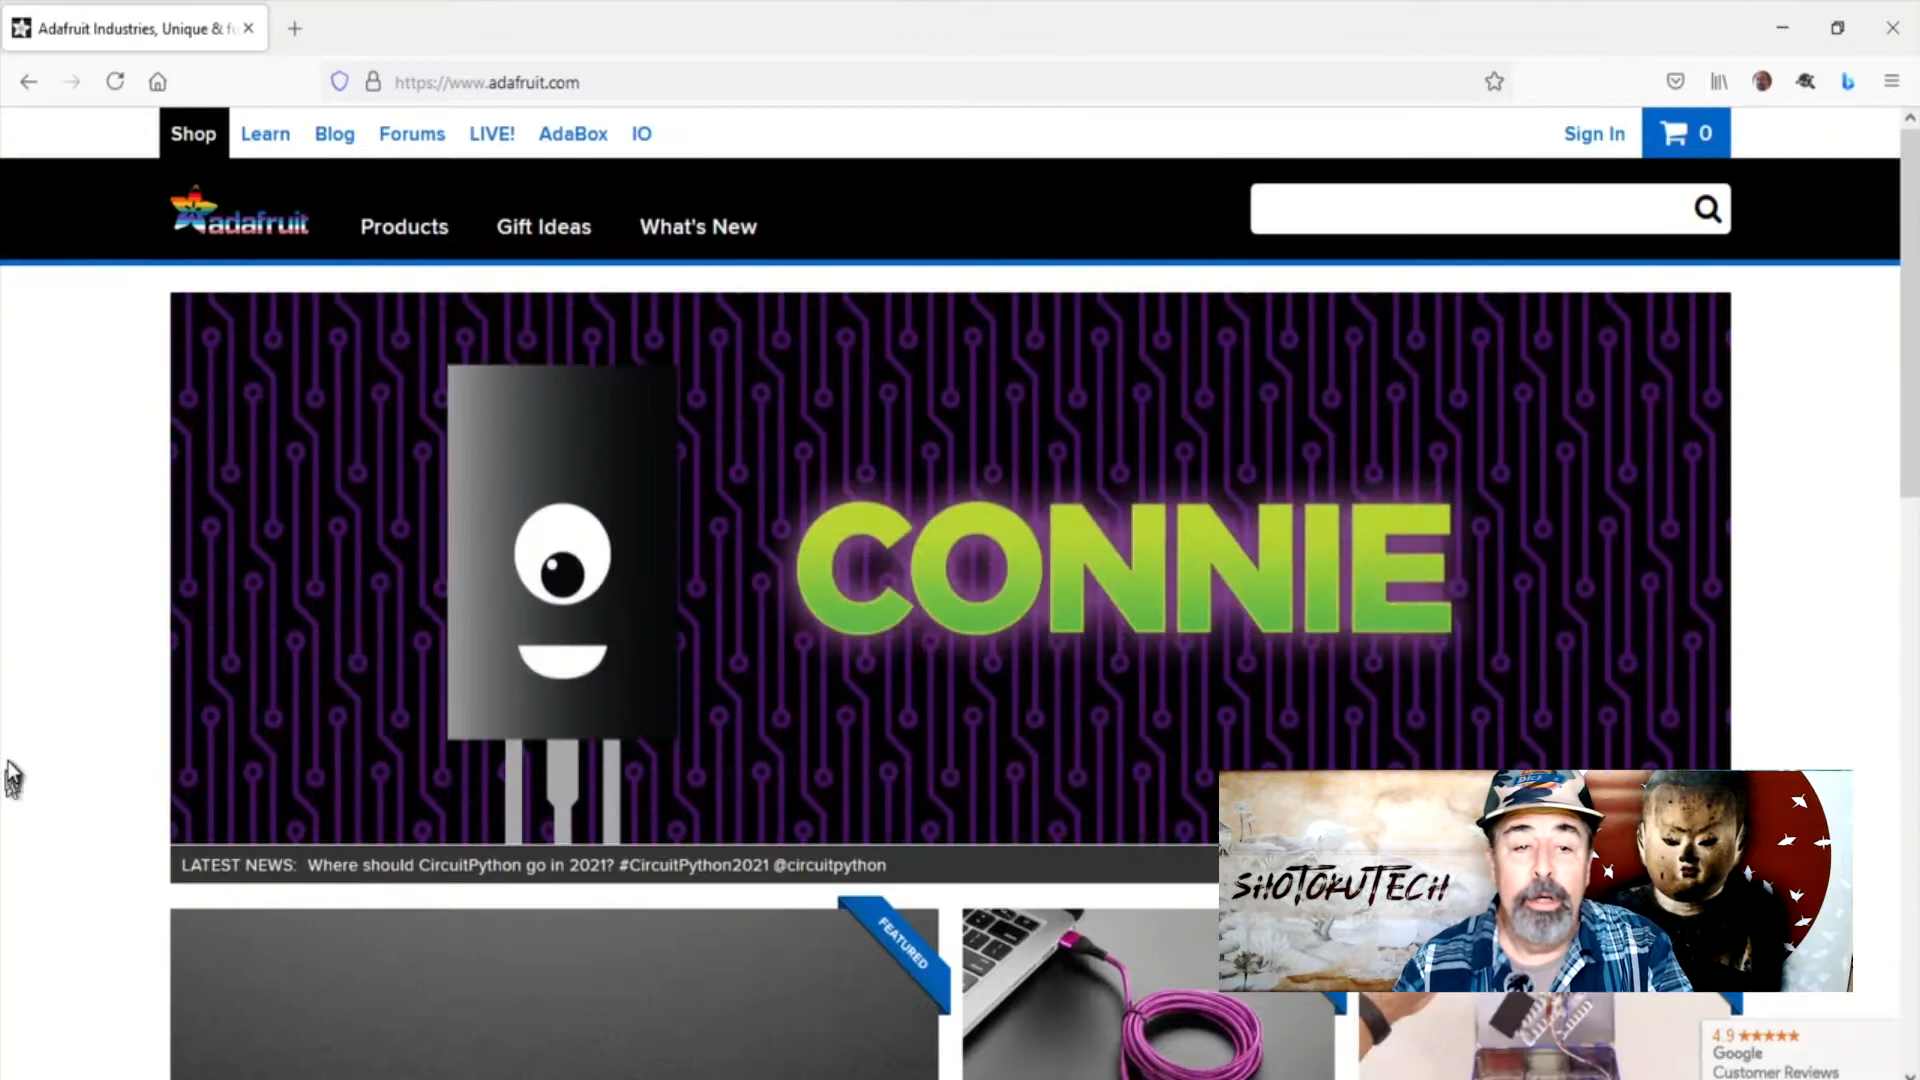 Adafruit Industries, Unique & fu
https://www.adafruit.com
Shop Learn Blog Forums LIVE! AdaBox IO Sign In 0
adafruit Products Gift Ideas What's New
CONNIE
LATEST NEWS: Where should CircuitPython go in 2021? #CircuitPython2021 @circuitpython
FEATURED
SHOTOKUTECH
4.9
Google
Customer Reviews